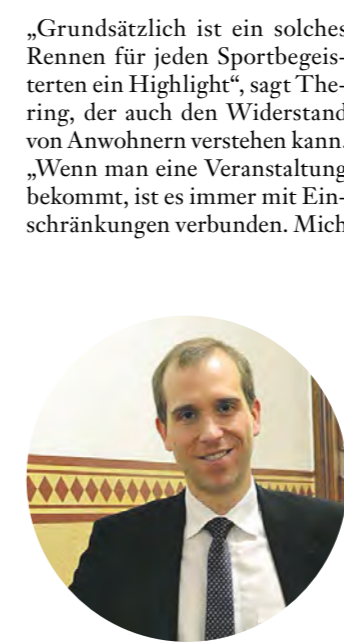 „Grundsätzlich ist ein solches
Rennen für jeden Sportbegeis-
terten ein Highlight“, sagt The-
ring, der auch den Widerstand
von Anwohnern verstehen kann.
„Wenn man eine Veranstaltung
bekommt, ist es immer mit Ein-
schränkungen verbunden. Mich